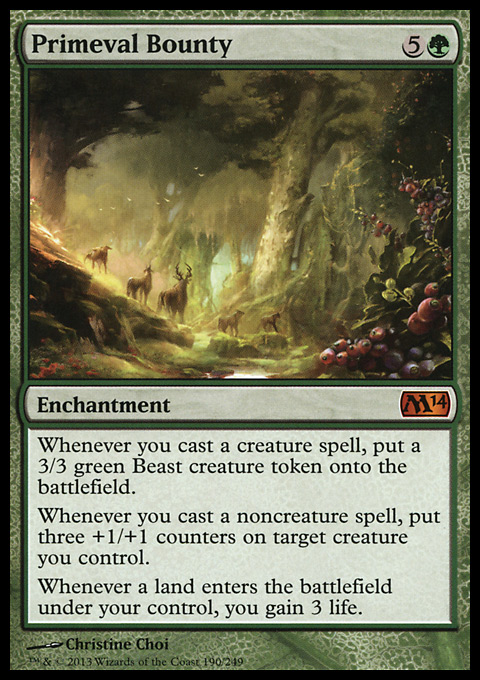 Primeval Bounty 5
M14
Enchantment
Whenever you cast a creature spell, put a
3/3 green Beast creature token onto the
battlefield.
Whenever you cast a noncreature spell, put
three +1/+1 counters on target creature
you control.
Whenever a land enters the battlefield
under your control, you gain 3 life.
Christine Choi
™ & © 2013 Wizards of the Coast 190/249